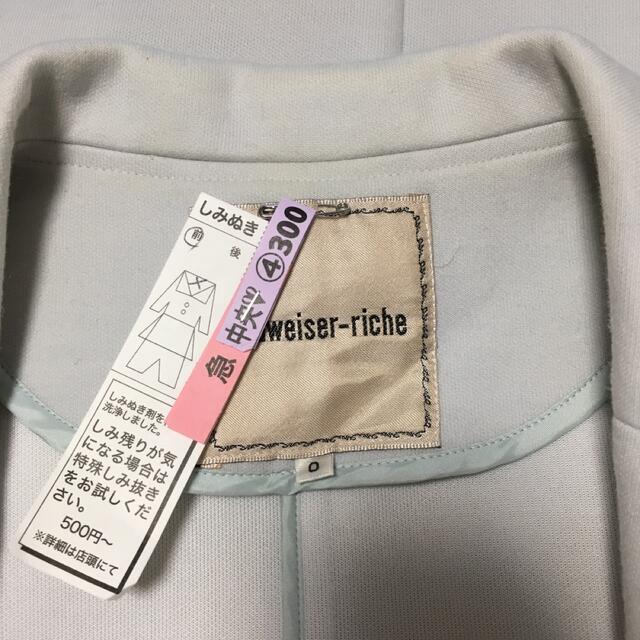 しみぬき
前 後
しみぬき剤を
洗浄しました。
しみ残りが気
になる場合は
特殊しみ抜き
をお試しくだ
さい。
500円～
※詳細は店頭にて
④300
急
weiser-riche
0